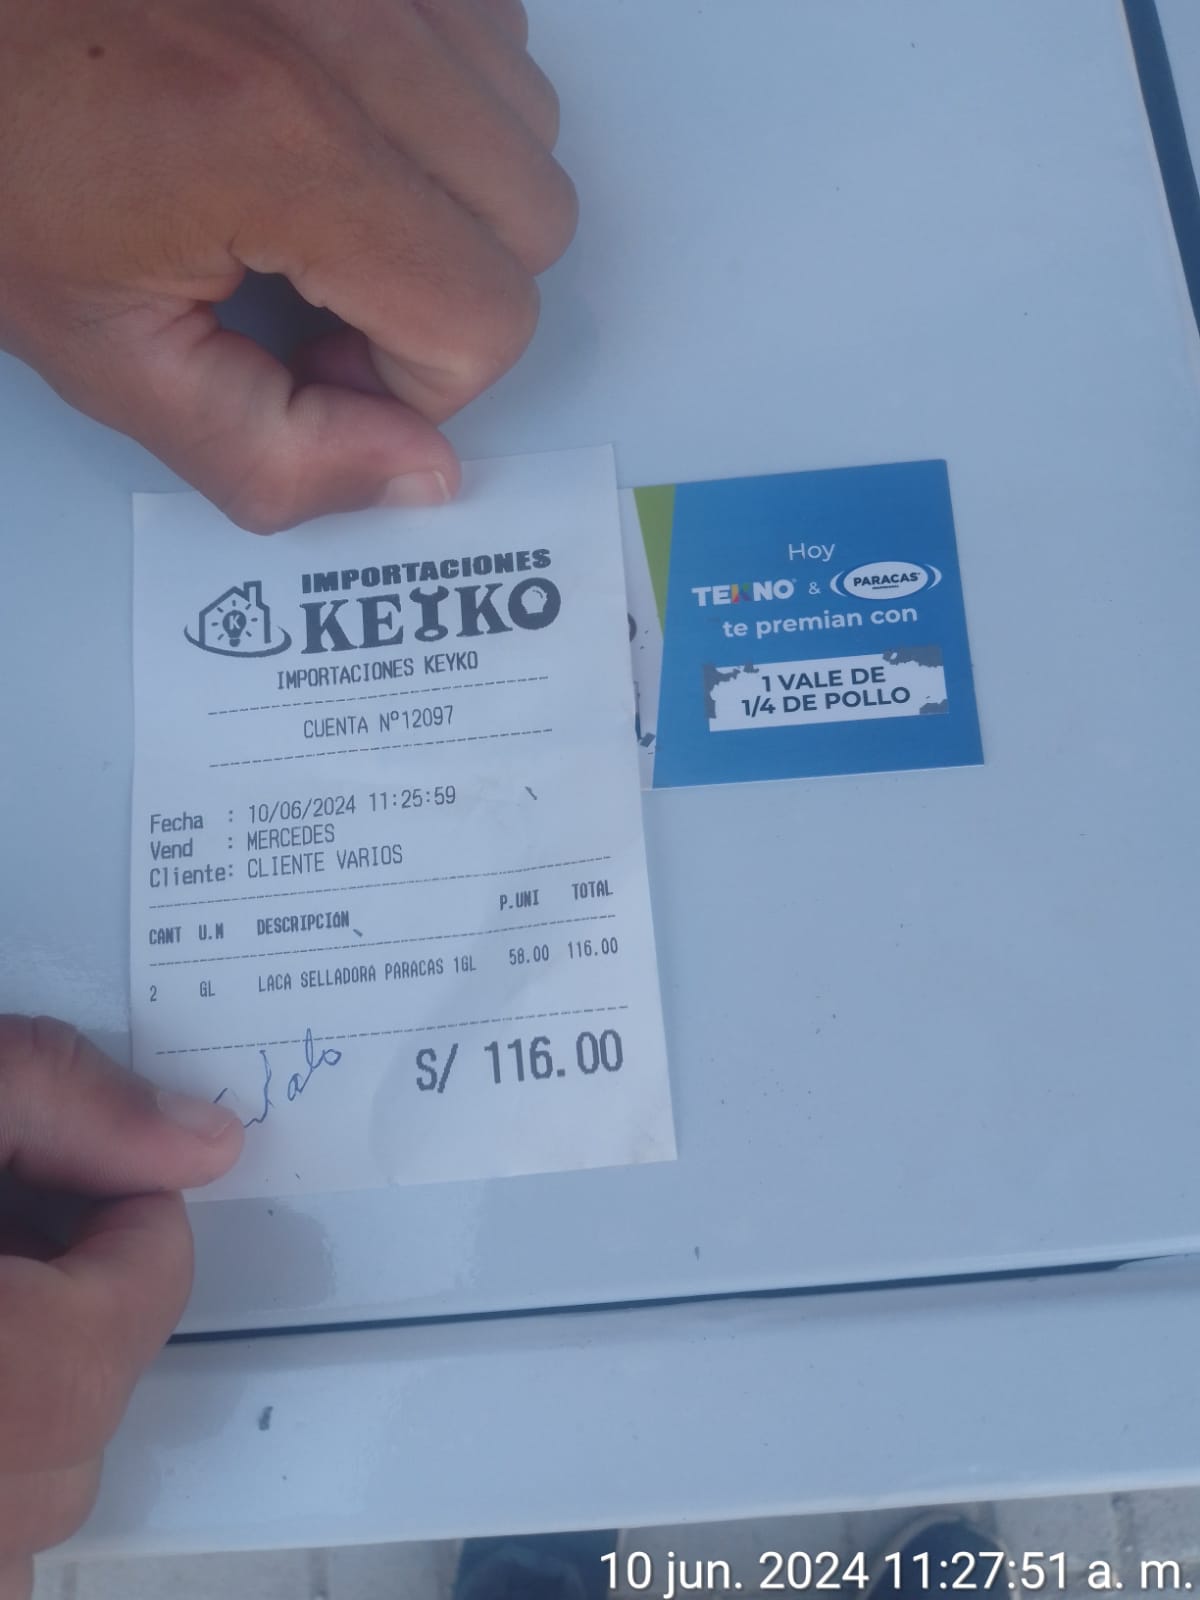 IMPORTACIONES
KEYKO
IMPORTACIONES KEYKO
CUENTA Nº12097
Fecha : 10/06/2024 11:25:59
Vend : MERCEDES
Cliente: CLIENTE VARIOS
CANT U.M DESCRIPCION P.UNI TOTAL
2 GL LACA SELLADORA PARACAS 1GL 58.00 116.00
S/ 116.00
Hoy
TEKNO & PARACAS
te premian con
1 VALE DE
1/4 DE POLLO
10 jun. 2024 11:27:51 a. m.